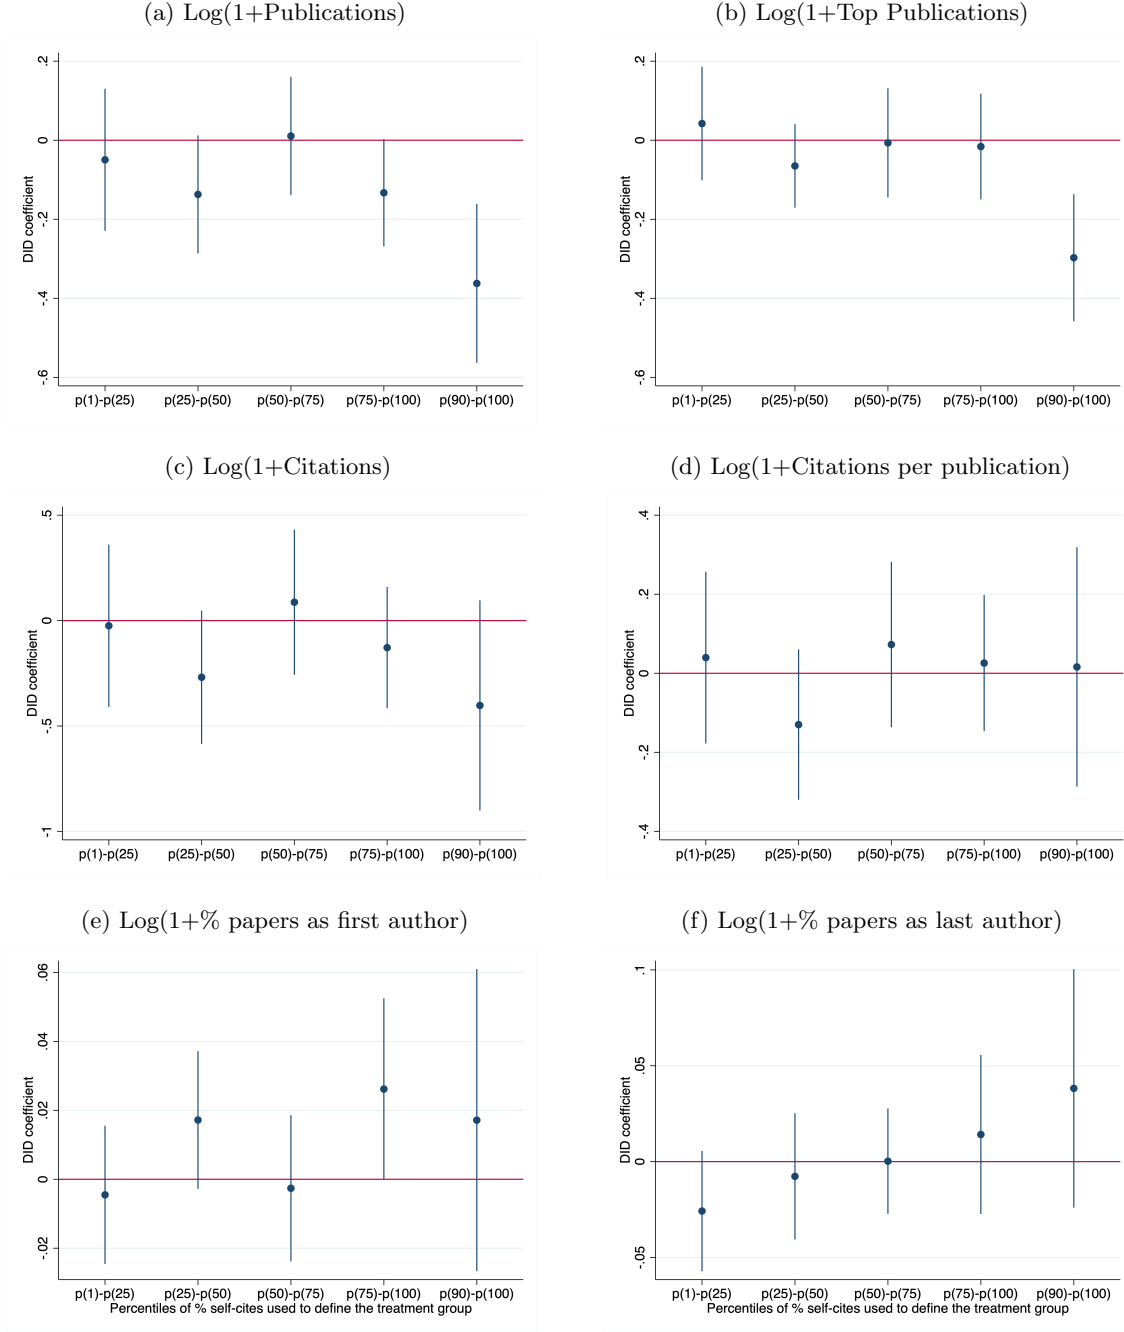 (a) Log(1+Publications)
.2
0
-.2
-.4
-.6
DID coefficient
p(1)-p(25) p(25)-p(50) p(50)-p(75) p(75)-p(100) p(90)-p(100)
(b) Log(1+Top Publications)
.2
0
-.2
-.4
-.6
DID coefficient
p(1)-p(25) p(25)-p(50) p(50)-p(75) p(75)-p(100) p(90)-p(100)
(c) Log(1+Citations)
.5
0
-.5
-1
DID coefficient
p(1)-p(25) p(25)-p(50) p(50)-p(75) p(75)-p(100) p(90)-p(100)
(d) Log(1+Citations per publication)
.4
.2
0
-.2
-.4
DID coefficient
p(1)-p(25) p(25)-p(50) p(50)-p(75) p(75)-p(100) p(90)-p(100)
(e) Log(1+% papers as first author)
.06
.04
.02
0
-.02
DID coefficient
p(1)-p(25) p(25)-p(50) p(50)-p(75) p(75)-p(100) p(90)-p(100)
Percentiles of % self-cites used to define the treatment group
(f) Log(1+% papers as last author)
.1
.05
0
-.05
DID coefficient
p(1)-p(25) p(25)-p(50) p(50)-p(75) p(75)-p(100) p(90)-p(100)
Percentiles of % self-cites used to define the treatment group